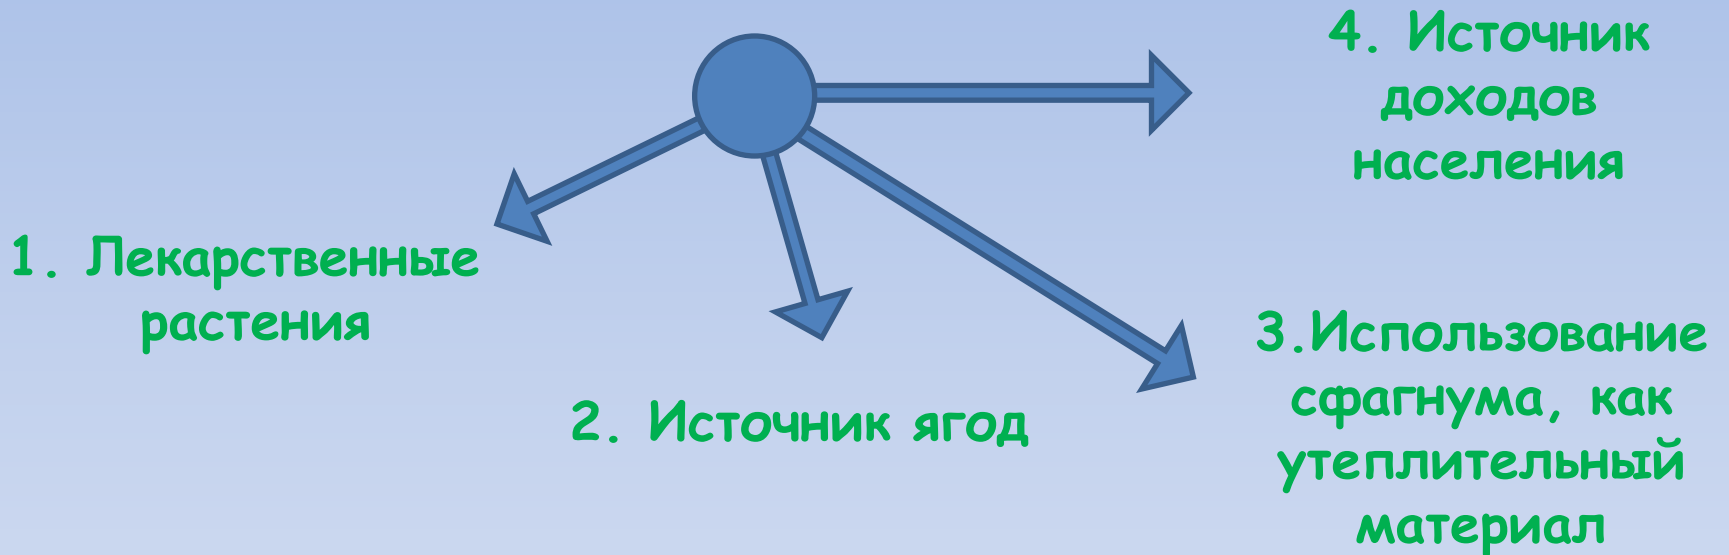 1. Лекарственные
растения
2. Источник ягод
3.Использование
сфагнума, как
утеплительный
материал
4. Источник
доходов
населения